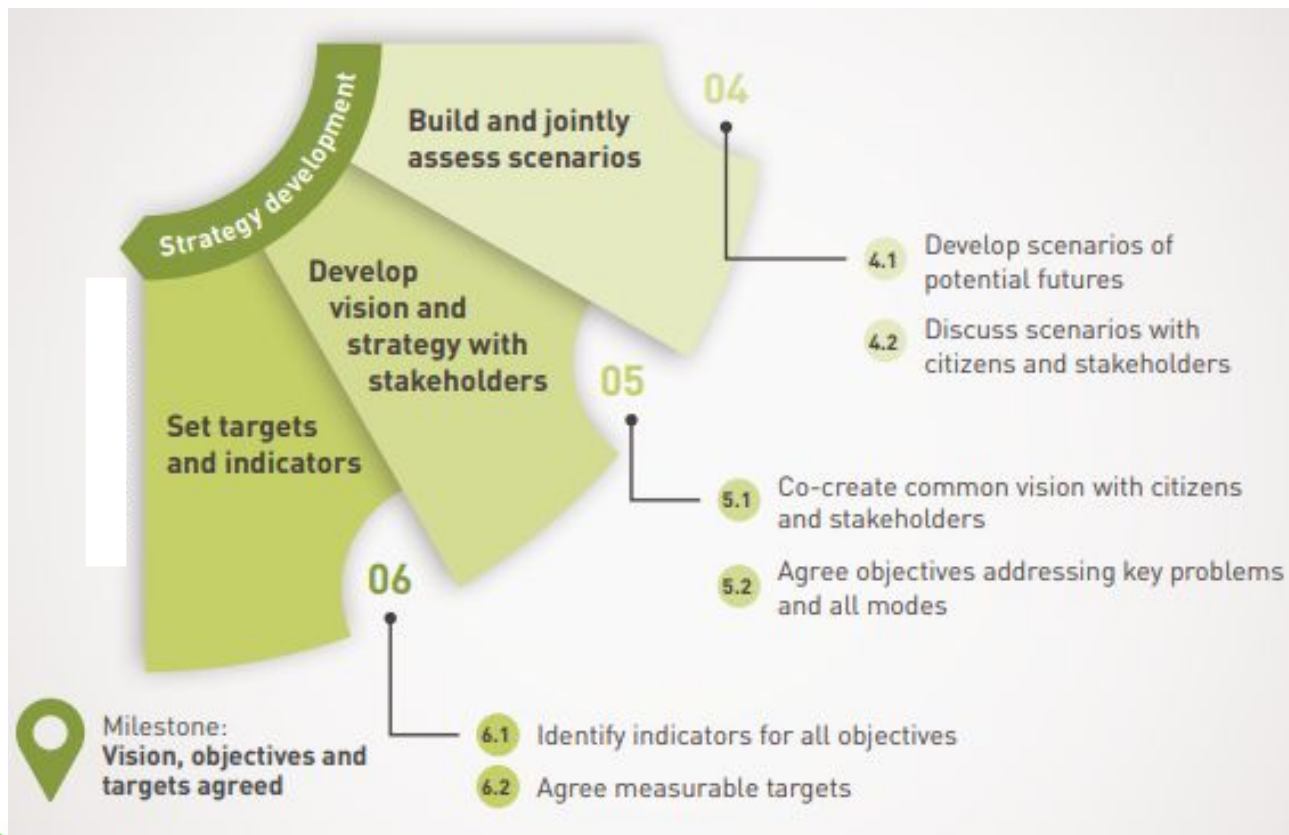 Strategy development
Build and jointly
assess scenarios
04
4.1 Develop scenarios of
potential futures
4.2 Discuss scenarios with
citizens and stakeholders
Develop
vision and
strategy with
stakeholders
05
5.1 Co-create common vision with citizens
and stakeholders
5.2 Agree objectives addressing key problems
and all modes
Set targets
and indicators
06
6.1 Identify indicators for all objectives
6.2 Agree measurable targets
Milestone:
Vision, objectives and
targets agreed